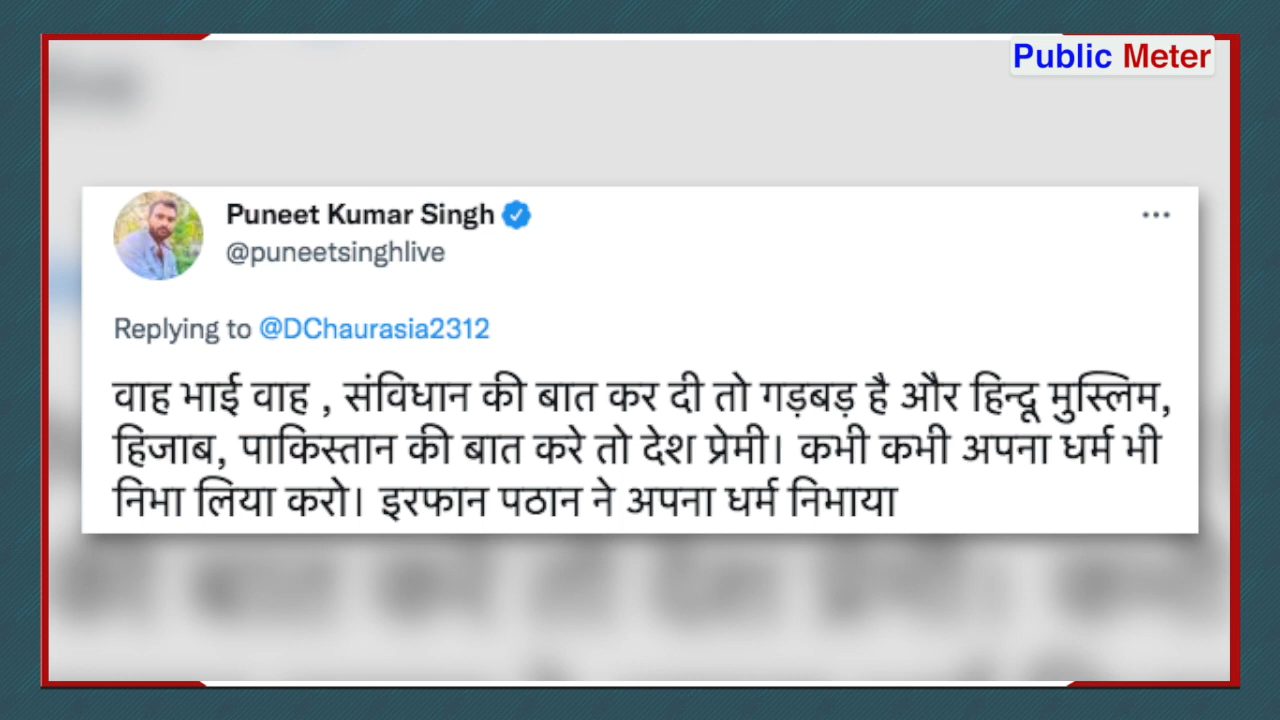 Public Meter
Puneet Kumar Singh
@puneetsinghlive
Replying to @DChaurasia2312
वाह भाई वाह , संविधान की बात कर दी तो गड़बड़ है और हिन्दू मुस्लिम,
हिजाब, पाकिस्तान की बात करे तो देश प्रेमी। कभी कभी अपना धर्म भी
निभा लिया करो। इरफान पठान ने अपना धर्म निभाया